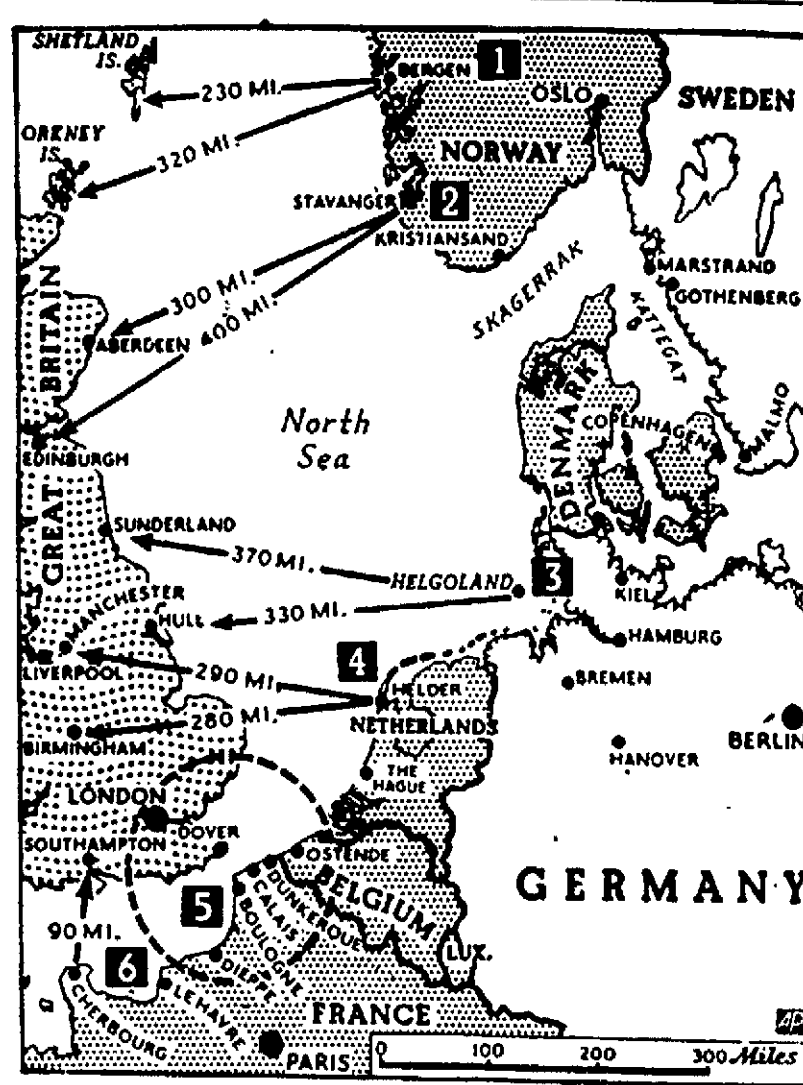 SHETLAND
IS.
230 MI.
BERGEN
1
OSLO
SWEDEN
ORKNEY
IS.
320 MI.
NORWAY
STAVANGER
2
KRISTIANSAND
SKAGERRAK
MARSTRAND
GOTHENBERG
KATTEGAT
300 MI.
400 MI.
ABERDEEN
GREAT BRITAIN
North
Sea
DENMARK
COPENHAGEN
MALMO
EDINBURGH
SUNDERLAND
370 MI.
HELGOLAND
3
KIEL
MANCHESTER
HULL
330 MI.
HAMBURG
LIVERPOOL
290 MI.
4
HELDER
BREMEN
280 MI.
NETHERLANDS
BIRMINGHAM
HANOVER
BERLIN
THE
HAGUE
LONDON
DOVER
SOUTHAMPTON
OSTENDE
BELGIUM
GERMANY
5
DUNKERQUE
CALAIS
BOULOGNE
DIEPPE
LUX.
90 MI.
6
CHERBOURG
LE HAVRE
FRANCE
PARIS
0 100 200 300 Miles